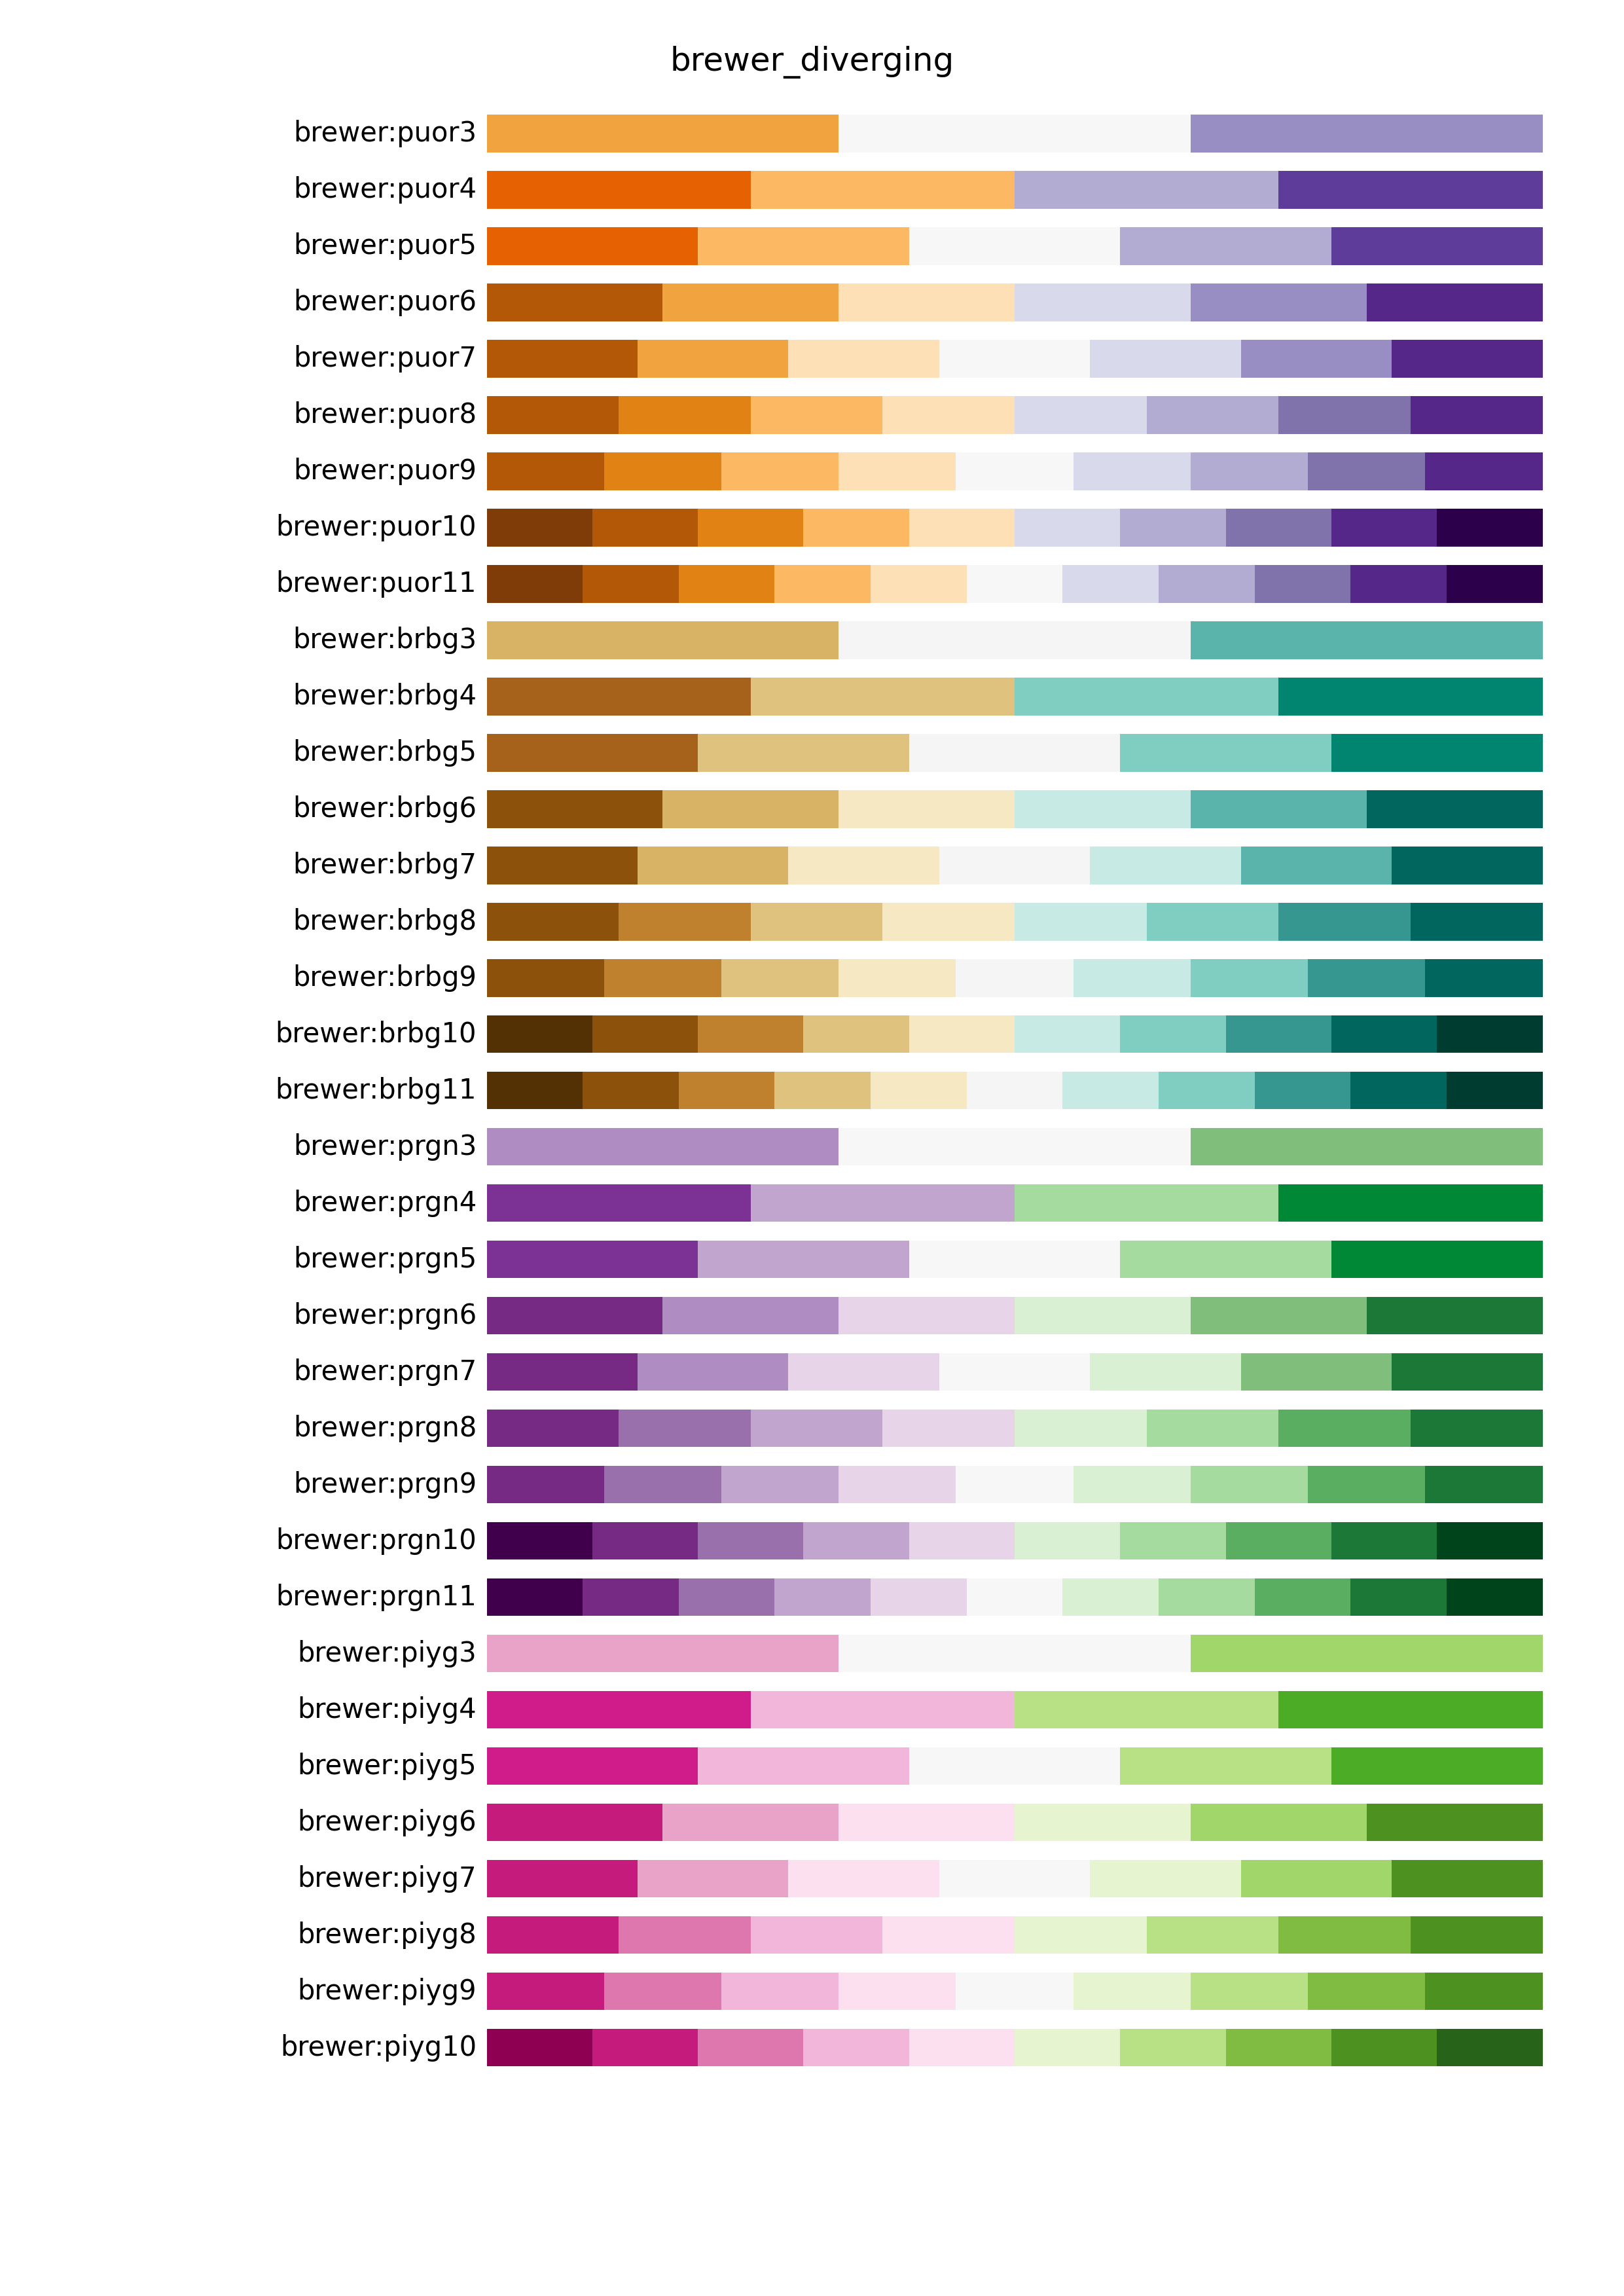 brewer_diverging
brewer:puor3
brewer:puor4
brewer:puor5
brewer:puor6
brewer:puor7
brewer:puor8
brewer:puor9
brewer:puor10
brewer:puor11
brewer:brbg3
brewer:brbg4
brewer:brbg5
brewer:brbg6
brewer:brbg7
brewer:brbg8
brewer:brbg9
brewer:brbg10
brewer:brbg11
brewer:prgn3
brewer:prgn4
brewer:prgn5
brewer:prgn6
brewer:prgn7
brewer:prgn8
brewer:prgn9
brewer:prgn10
brewer:prgn11
brewer:piyg3
brewer:piyg4
brewer:piyg5
brewer:piyg6
brewer:piyg7
brewer:piyg8
brewer:piyg9
brewer:piyg10